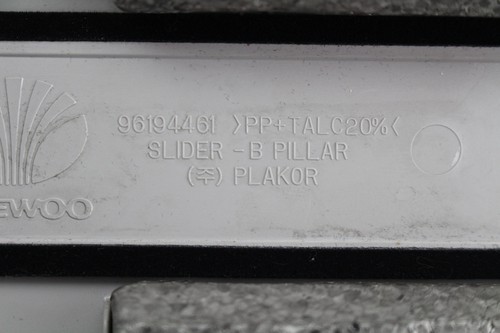 96194461 >PP+TALC20%<
SLIDER -B PILLAR
(주) PLAKOR
EWOO